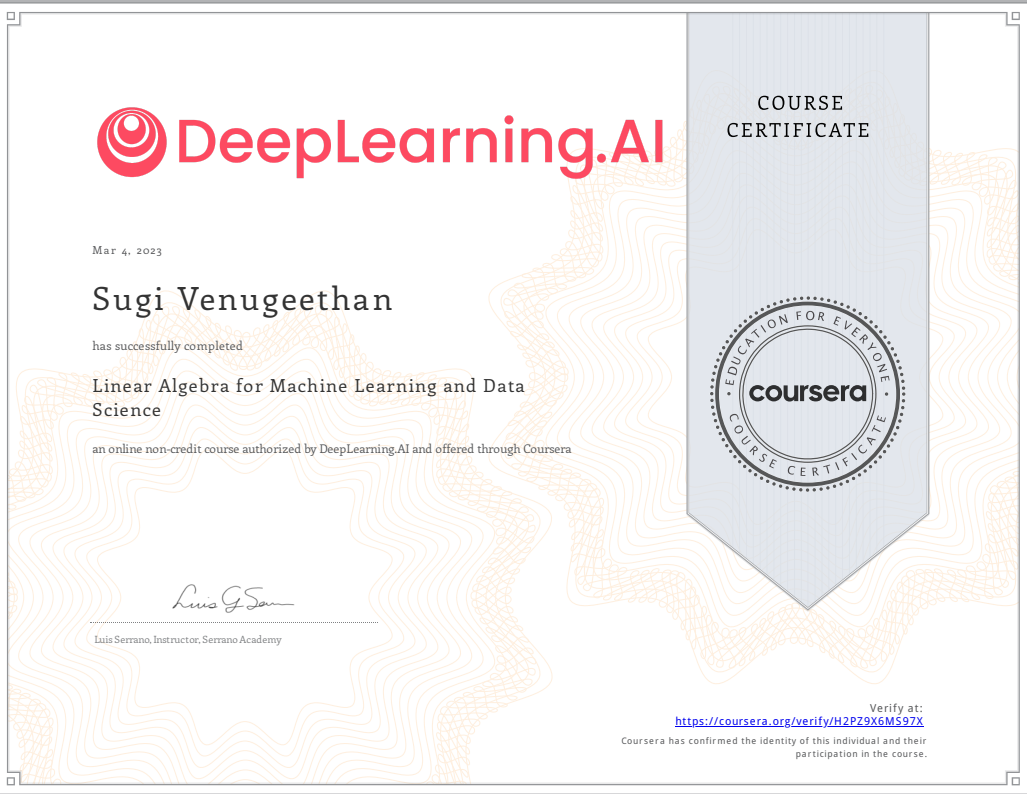 DeepLearning.AI
COURSE
CERTIFICATE
Mar 4, 2023
Sugi Venugeethan
has successfully completed
Linear Algebra for Machine Learning and Data
Science
an online non-credit course authorized by DeepLearning.AI and offered through Coursera
EDUCATION FOR EVERYONE
coursera
COURSE CERTIFICATE
Luis G Serrano
Luis Serrano, Instructor, Serrano Academy
Verify at:
https://coursera.org/verify/H2PZ9X6MS97X
Coursera has confirmed the identity of this individual and their
participation in the course.